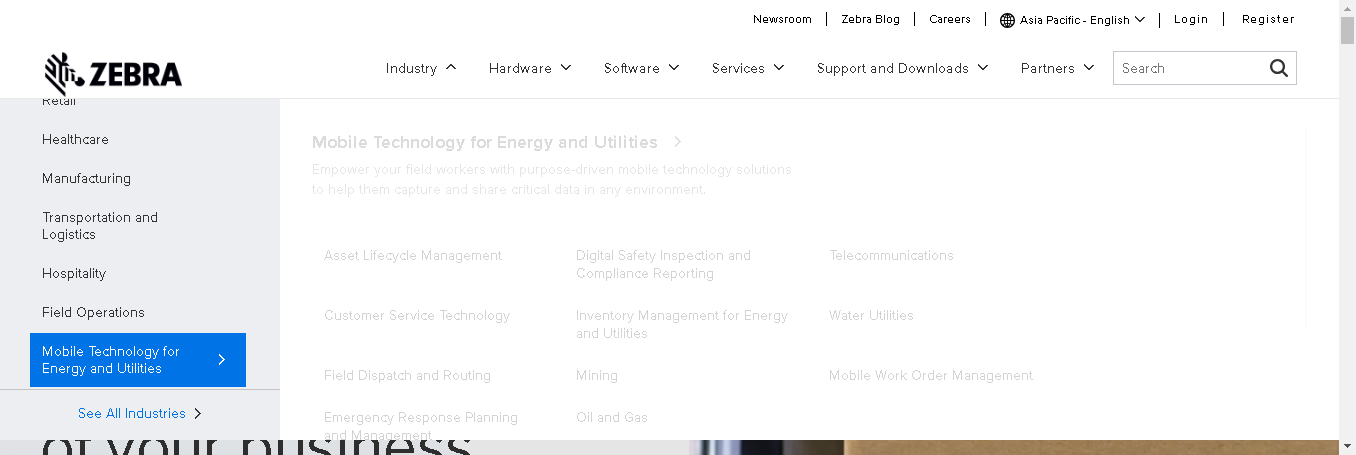 Newsroom
Zebra Blog
Careers
Asia Pacific - English
Login
Register
ZEBRA
Industry
Hardware
Software
Services
Support and Downloads
Partners
Search
Retail
Healthcare
Manufacturing
Transportation and
Logistics
Hospitality
Field Operations
Mobile Technology for
Energy and Utilities
See All Industries
Mobile Technology for Energy and Utilities
Empower your field workers with purpose-driven mobile technology solutions
to help them capture and share critical data in any environment.
Asset Lifecycle Management
Digital Safety Inspection and
Compliance Reporting
Telecommunications
Customer Service Technology
Inventory Management for Energy
and Utilities
Water Utilities
Field Dispatch and Routing
Mining
Mobile Work Order Management
Emergency Response Planning
and Management
Oil and Gas
of your business